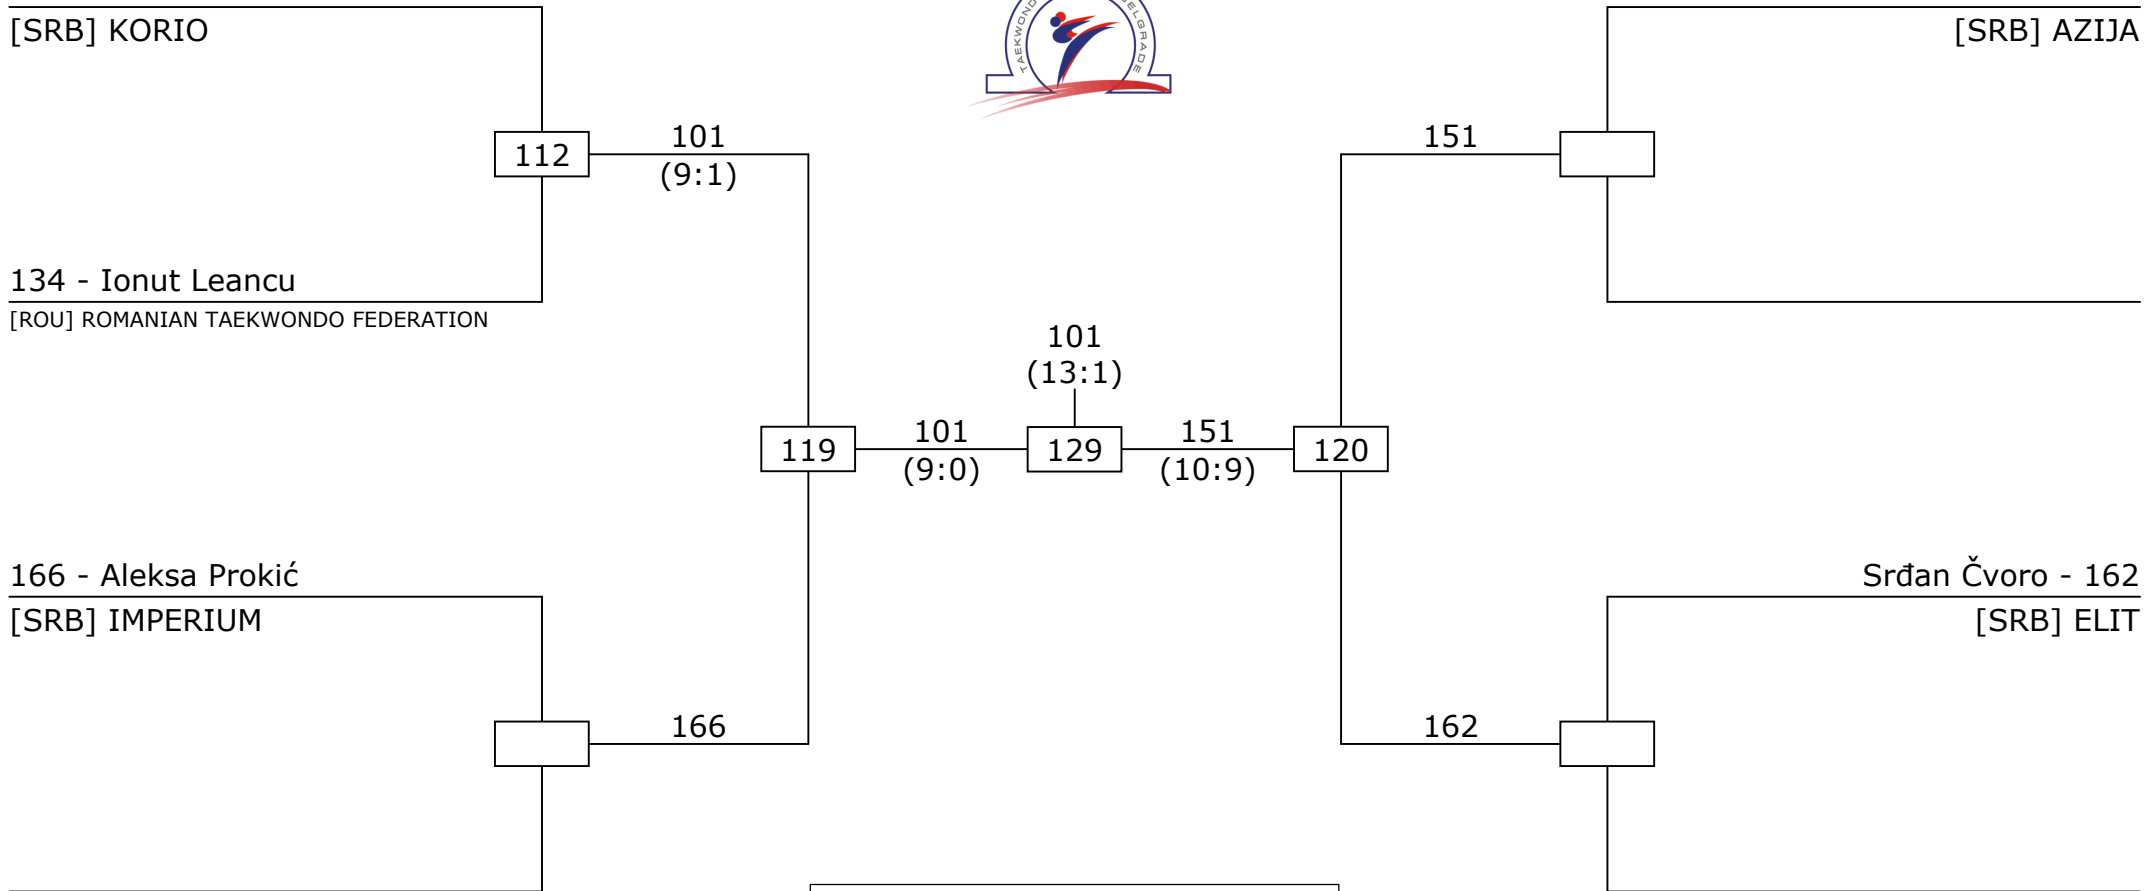 [SRB] KORIO
TAEKWONDO
BELGRADE
[SRB] AZIJA
101
(9:1)
112
151
134 - Ionut Leancu
[ROU] ROMANIAN TAEKWONDO FEDERATION
101
(13:1)
119
101
(9:0)
129
151
(10:9)
120
166 - Aleksa Prokić
[SRB] IMPERIUM
Srđan Čvoro - 162
[SRB] ELIT
166
162